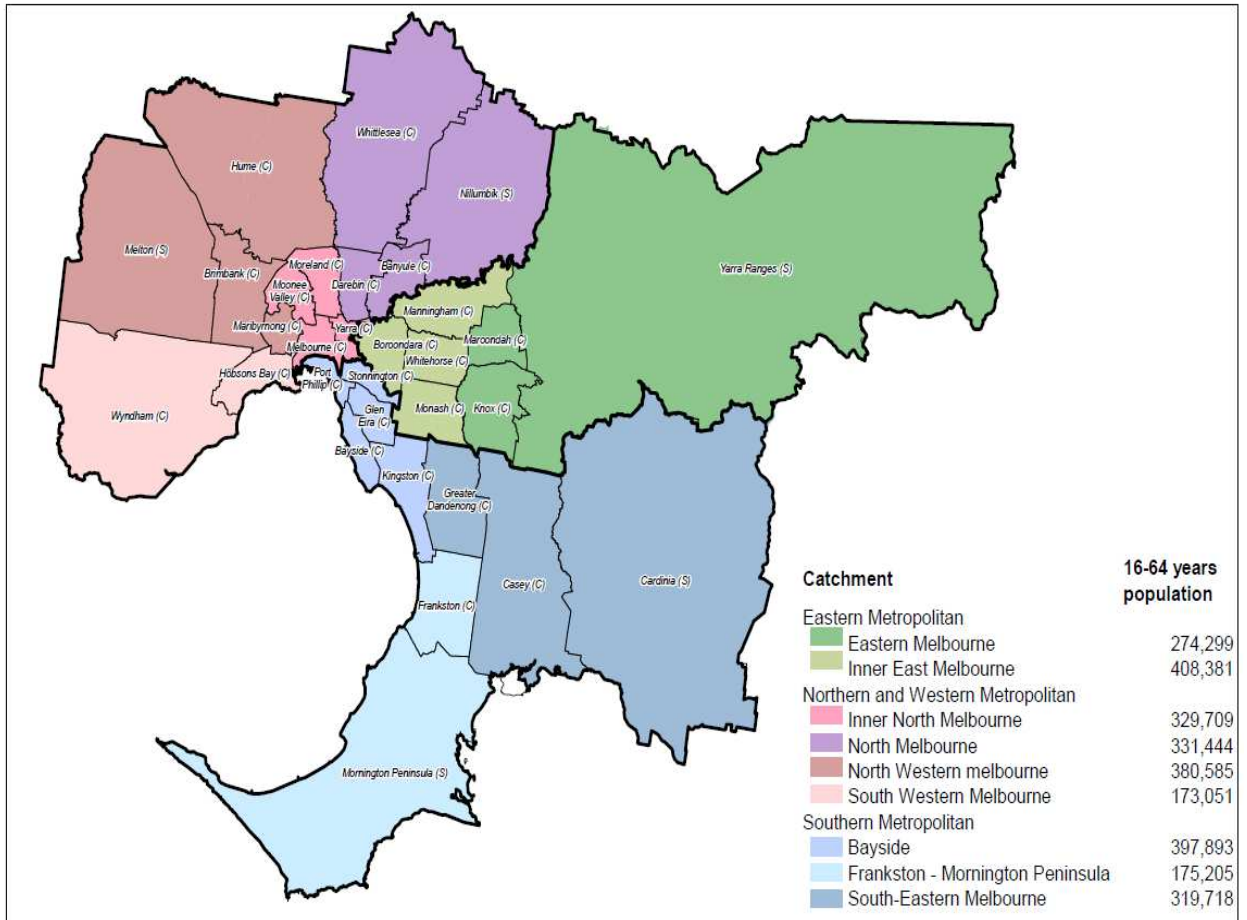 Whittlesea (C)
Hume (C)
Nillumbik (S)
Melton (S)
Yarra Ranges (S)
Moreland (C)
Banyule (C)
Brimbank (C)
Moonee
Valley (C)
Darebin (C)
Manningham (C)
Maribyrnong (C)
Yarra (C)
Maroondah (C)
Boroondara (C)
Melbourne (C)
Whitehorse (C)
Hobsons Bay (C)
Port
Phillip (C)
Stonnington (C)
Wyndham (C)
Glen
Eira (C)
Monash (C)
Knox (C)
Bayside (C)
Kingston (C)
Greater
Dandenong (C)
Casey (C)
Cardinia (S)
Frankston (C)
Mornington Peninsula (S)
Catchment 16-64 years
population
Eastern Metropolitan
Eastern Melbourne 274,299
Inner East Melbourne 408,381
Northern and Western Metropolitan
Inner North Melbourne 329,709
North Melbourne 331,444
North Western melbourne 380,585
South Western Melbourne 173,051
Southern Metropolitan
Bayside 397,893
Frankston - Mornington Peninsula 175,205
South-Eastern Melbourne 319,718